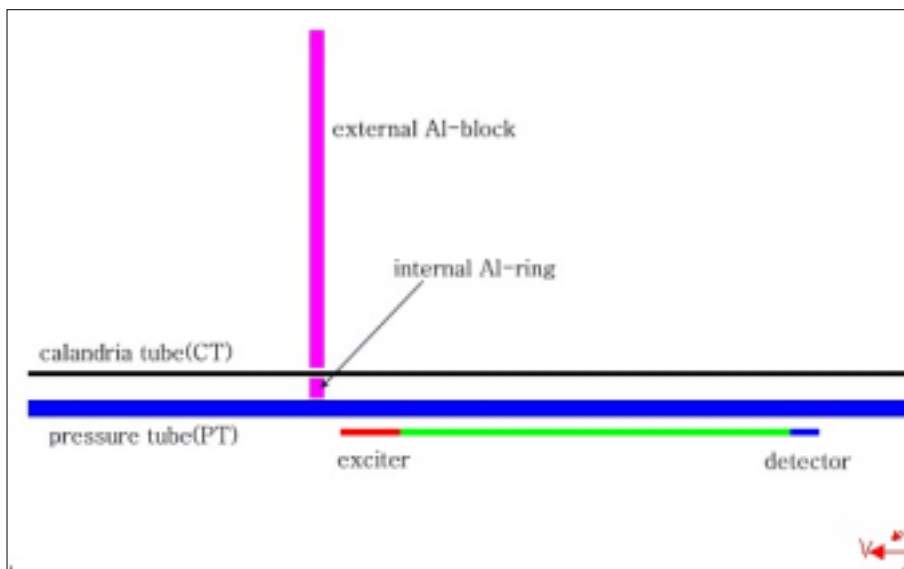 external Al-block
internal Al-ring
calandria tube(CT)
pressure tube(PT)
exciter
detector
V